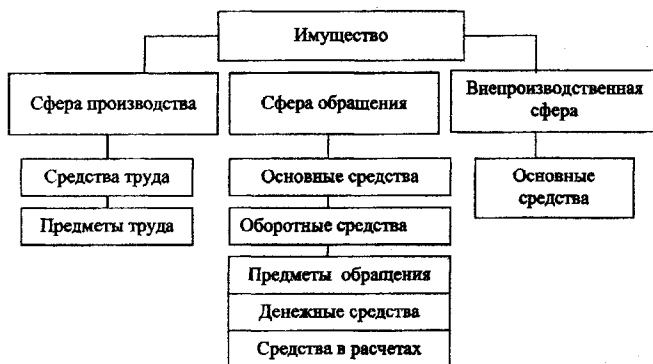 Имущество
Сфера производства
Сфера обращения
Внепроизводственная
сфера
Средства труда
Основные средства
Основные
средства
Предметы труда
Оборотные средства
Предметы обращения
Денежные средства
Средства в расчетах